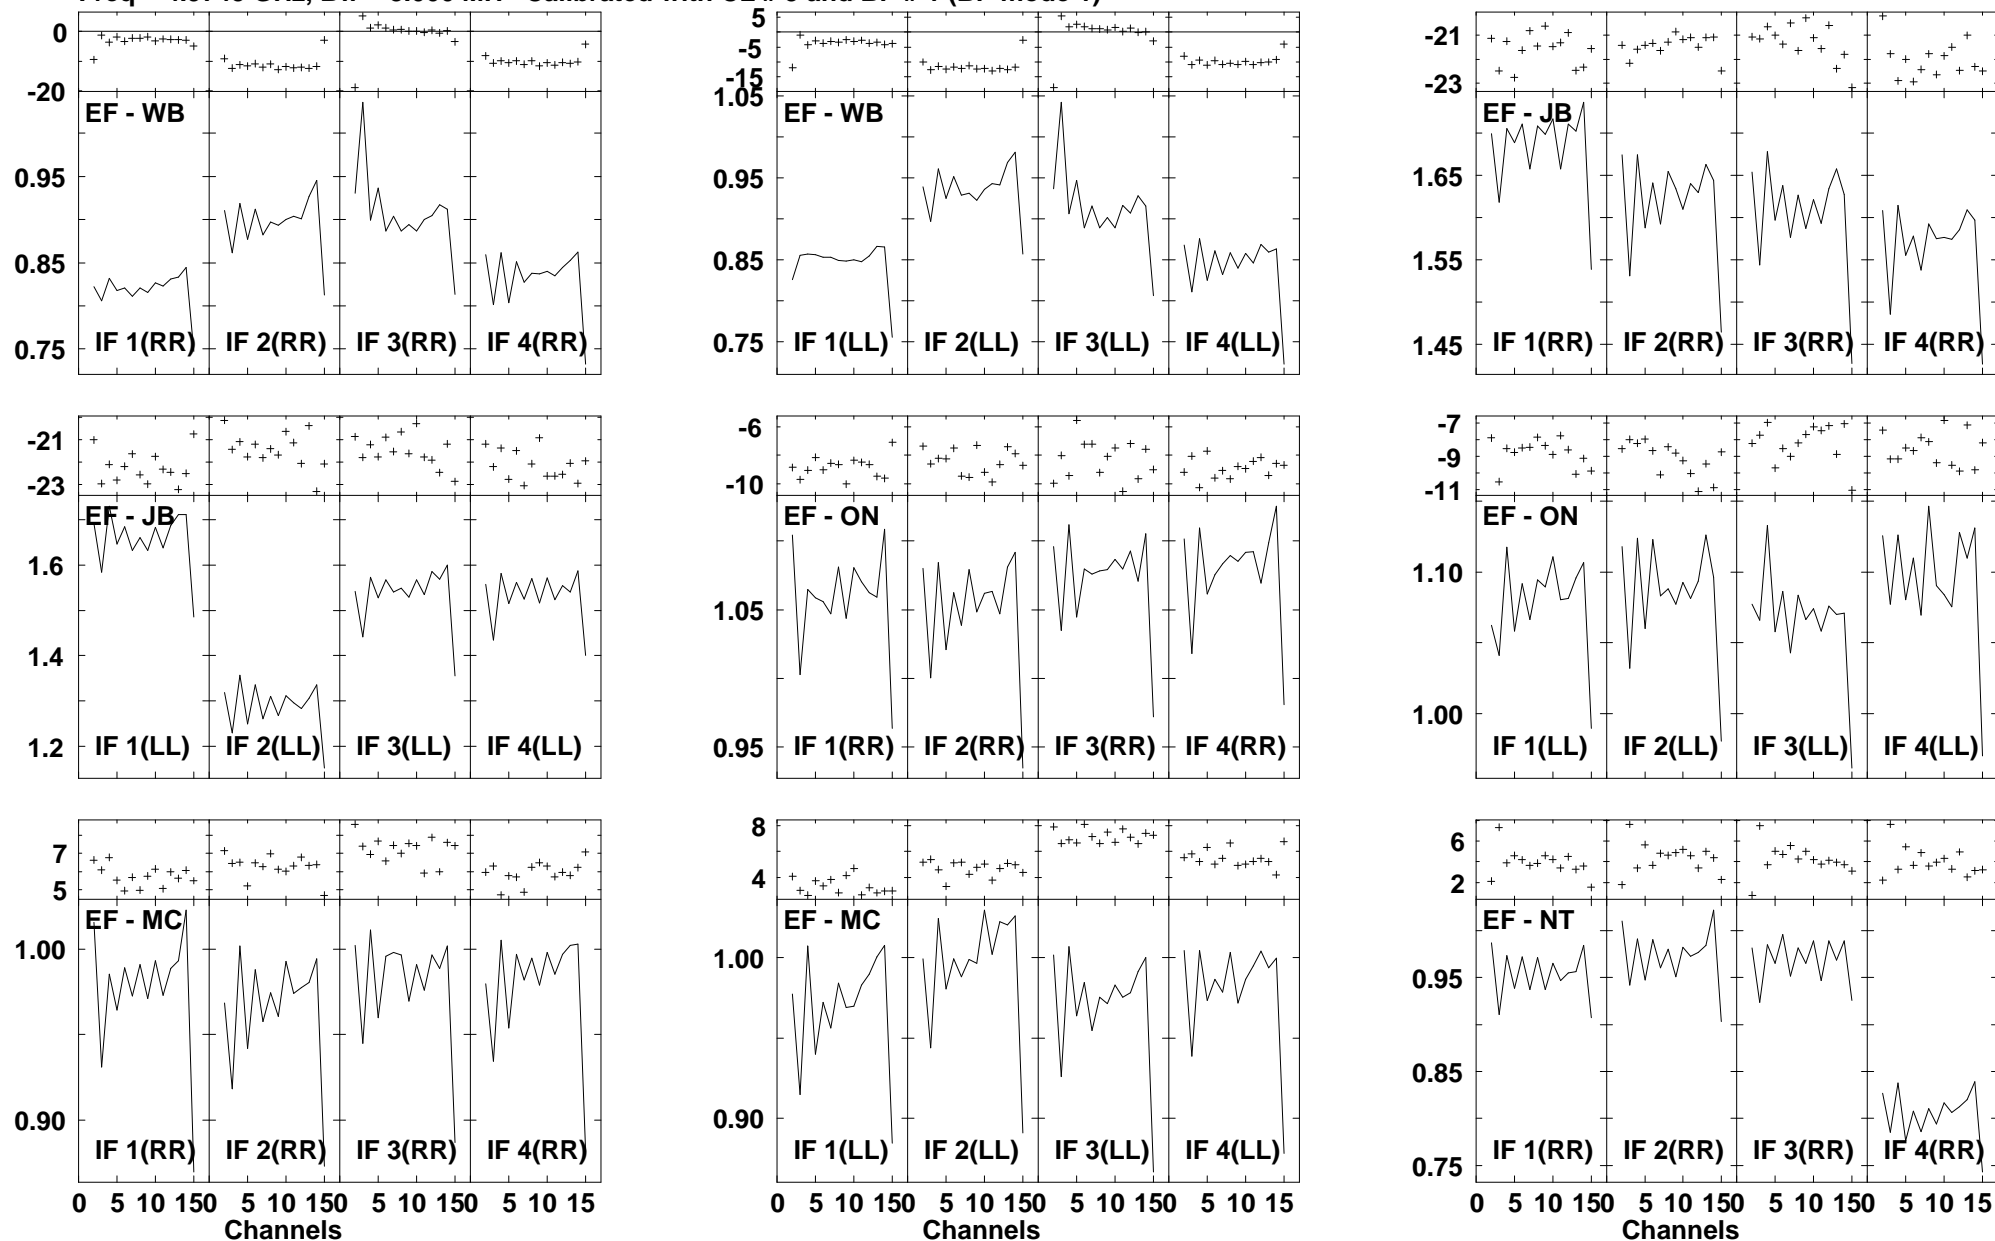 0
-20
EF - WB
0.95
0.85
0.75
IF 1(RR) IF 2(RR) IF 3(RR) IF 4(RR)
5
-5
-15
1.05
EF - WB
0.95
0.85
0.75
IF 1(LL) IF 2(LL) IF 3(LL) IF 4(LL)
-21
-23
EF - JB
1.65
1.55
1.45
IF 1(RR) IF 2(RR) IF 3(RR) IF 4(RR)
-21
-23
EF - JB
1.6
1.4
1.2
IF 1(LL) IF 2(LL) IF 3(LL) IF 4(LL)
-6
-10
EF - ON
1.05
0.95
IF 1(RR) IF 2(RR) IF 3(RR) IF 4(RR)
-7
-9
-11
EF - ON
1.10
1.00
IF 1(LL) IF 2(LL) IF 3(LL) IF 4(LL)
7
5
EF - MC
1.00
0.90
IF 1(RR) IF 2(RR) IF 3(RR) IF 4(RR)
0 5 10 150 5 10 150 5 10 150 5 10 15
Channels
8
4
EF - MC
1.00
0.90
IF 1(LL) IF 2(LL) IF 3(LL) IF 4(LL)
0 5 10 150 5 10 150 5 10 150 5 10 15
Channels
6
2
EF - NT
0.95
0.85
0.75
IF 1(RR) IF 2(RR) IF 3(RR) IF 4(RR)
0 5 10 150 5 10 150 5 10 150 5 10 15
Channels